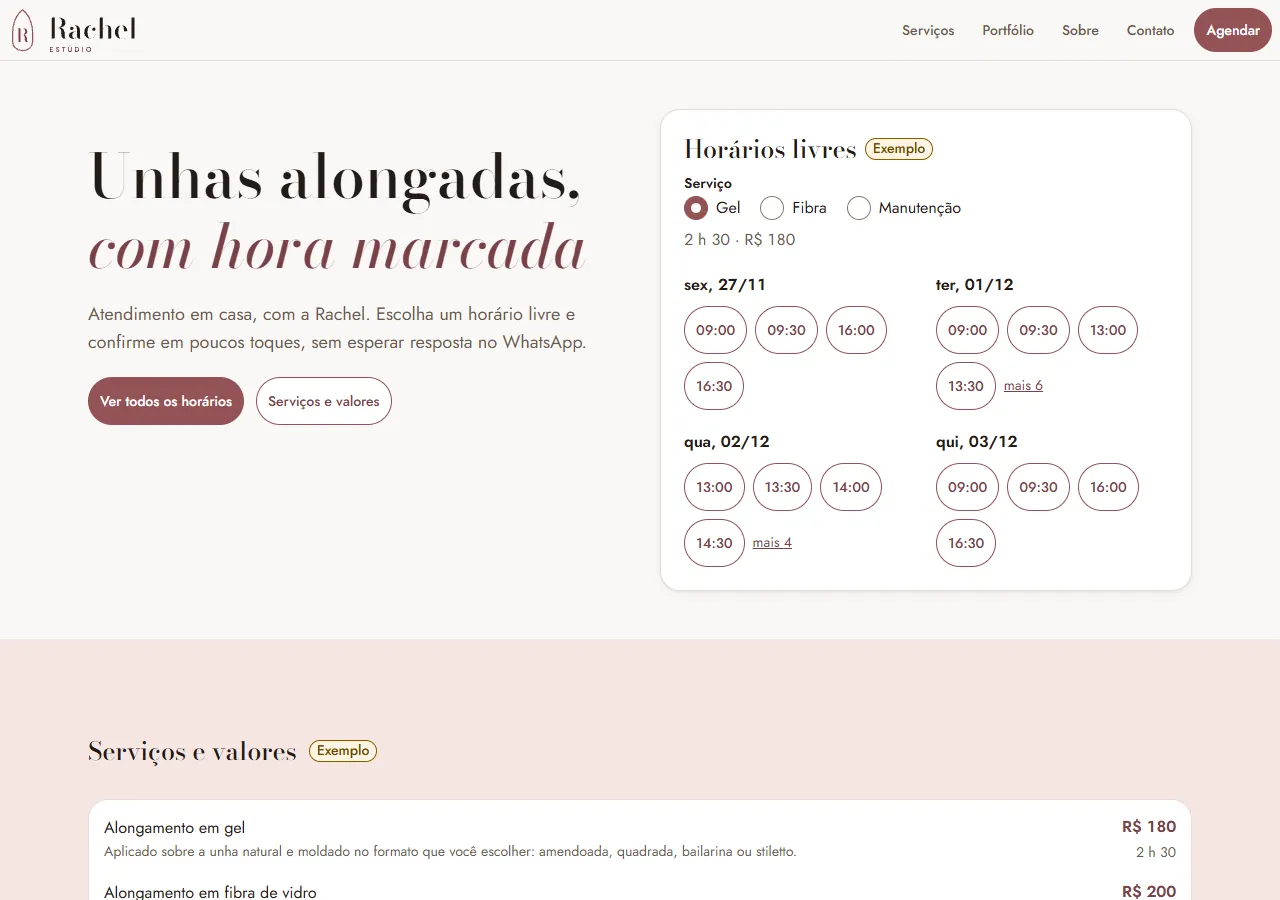 R Rachel
ESTÚDIO
Serviços Portfólio Sobre Contato Agendar
Unhas alongadas,
com hora marcada
Atendimento em casa, com a Rachel. Escolha um horário livre e
confirme em poucos toques, sem esperar resposta no WhatsApp.
Ver todos os horários Serviços e valores
Horários livres Exemplo
Serviço
Gel Fibra Manutenção
2 h 30 · R$ 180
sex, 27/11
09:00 09:30 16:00
16:30
ter, 01/12
09:00 09:30 13:00
13:30 mais 6
qua, 02/12
13:00 13:30 14:00
14:30 mais 4
qui, 03/12
09:00 09:30 16:00
16:30
Serviços e valores Exemplo
Alongamento em gel R$ 180
Aplicado sobre a unha natural e moldado no formato que você escolher: amendoada, quadrada, bailarina ou stiletto. 2 h 30
Alongamento em fibra de vidro R$ 200